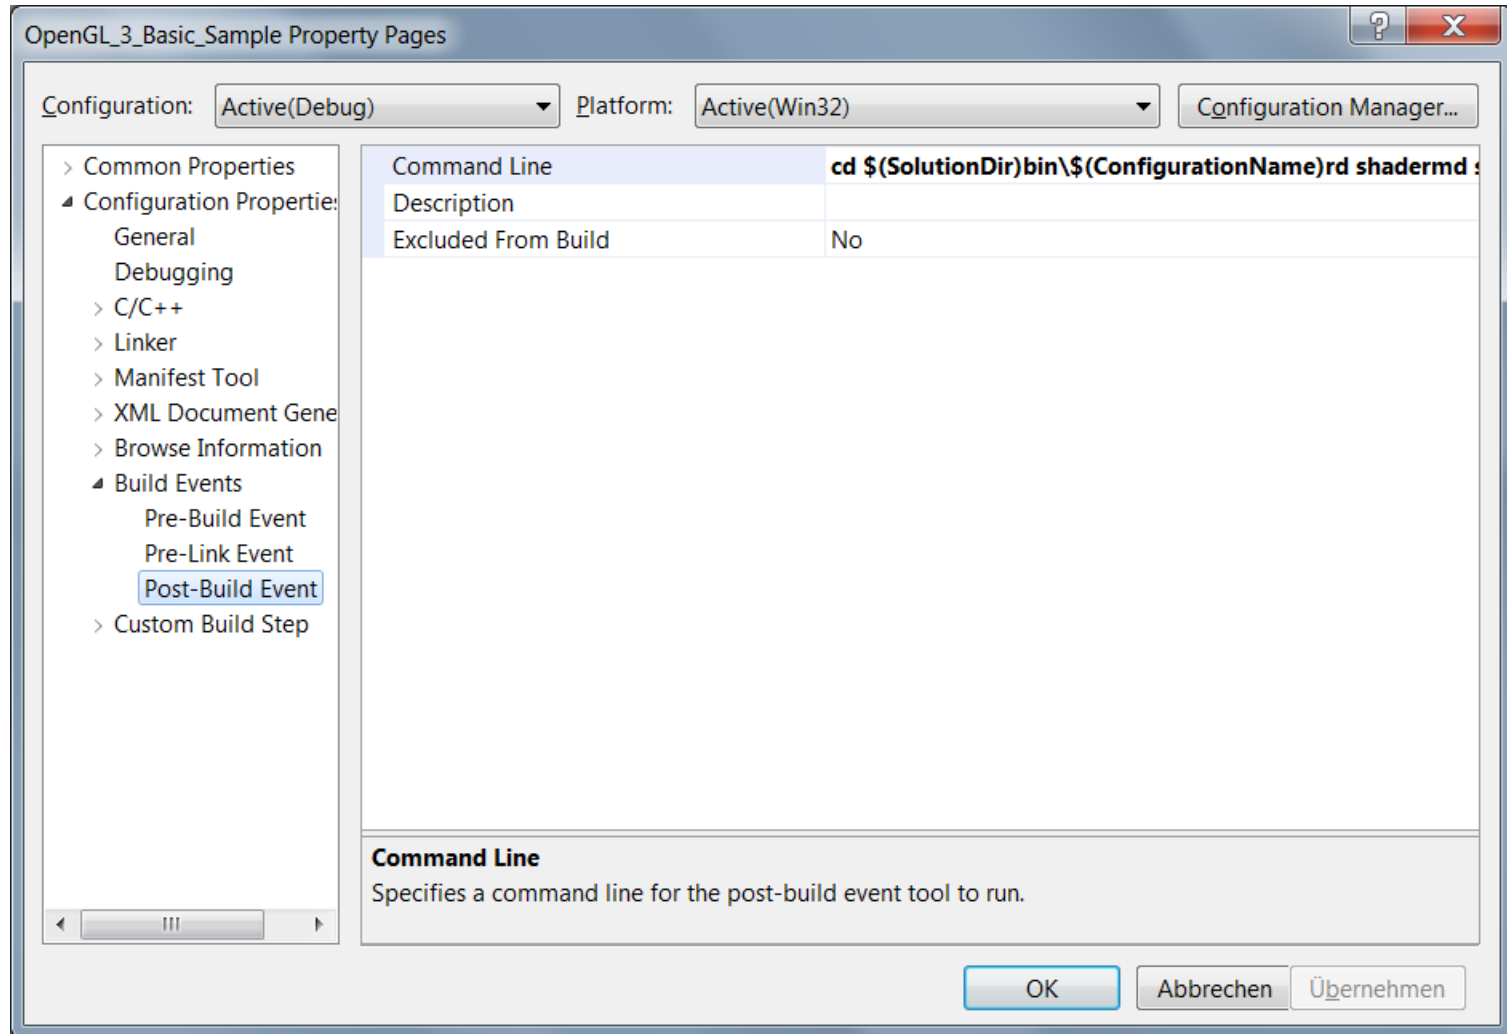 OpenGL_3_Basic_Sample Property Pages
Configuration: Active(Debug) Platform: Active(Win32) Configuration Manager...
Common Properties
Configuration Properties
General
Debugging
C/C++
Linker
Manifest Tool
XML Document Gene
Browse Information
Build Events
Pre-Build Event
Pre-Link Event
Post-Build Event
Custom Build Step
Command Line cd $(SolutionDir)bin\$(ConfigurationName)rd shadermd s
Description
Excluded From Build No
Command Line
Specifies a command line for the post-build event tool to run.
OK Abbrechen Übernehmen